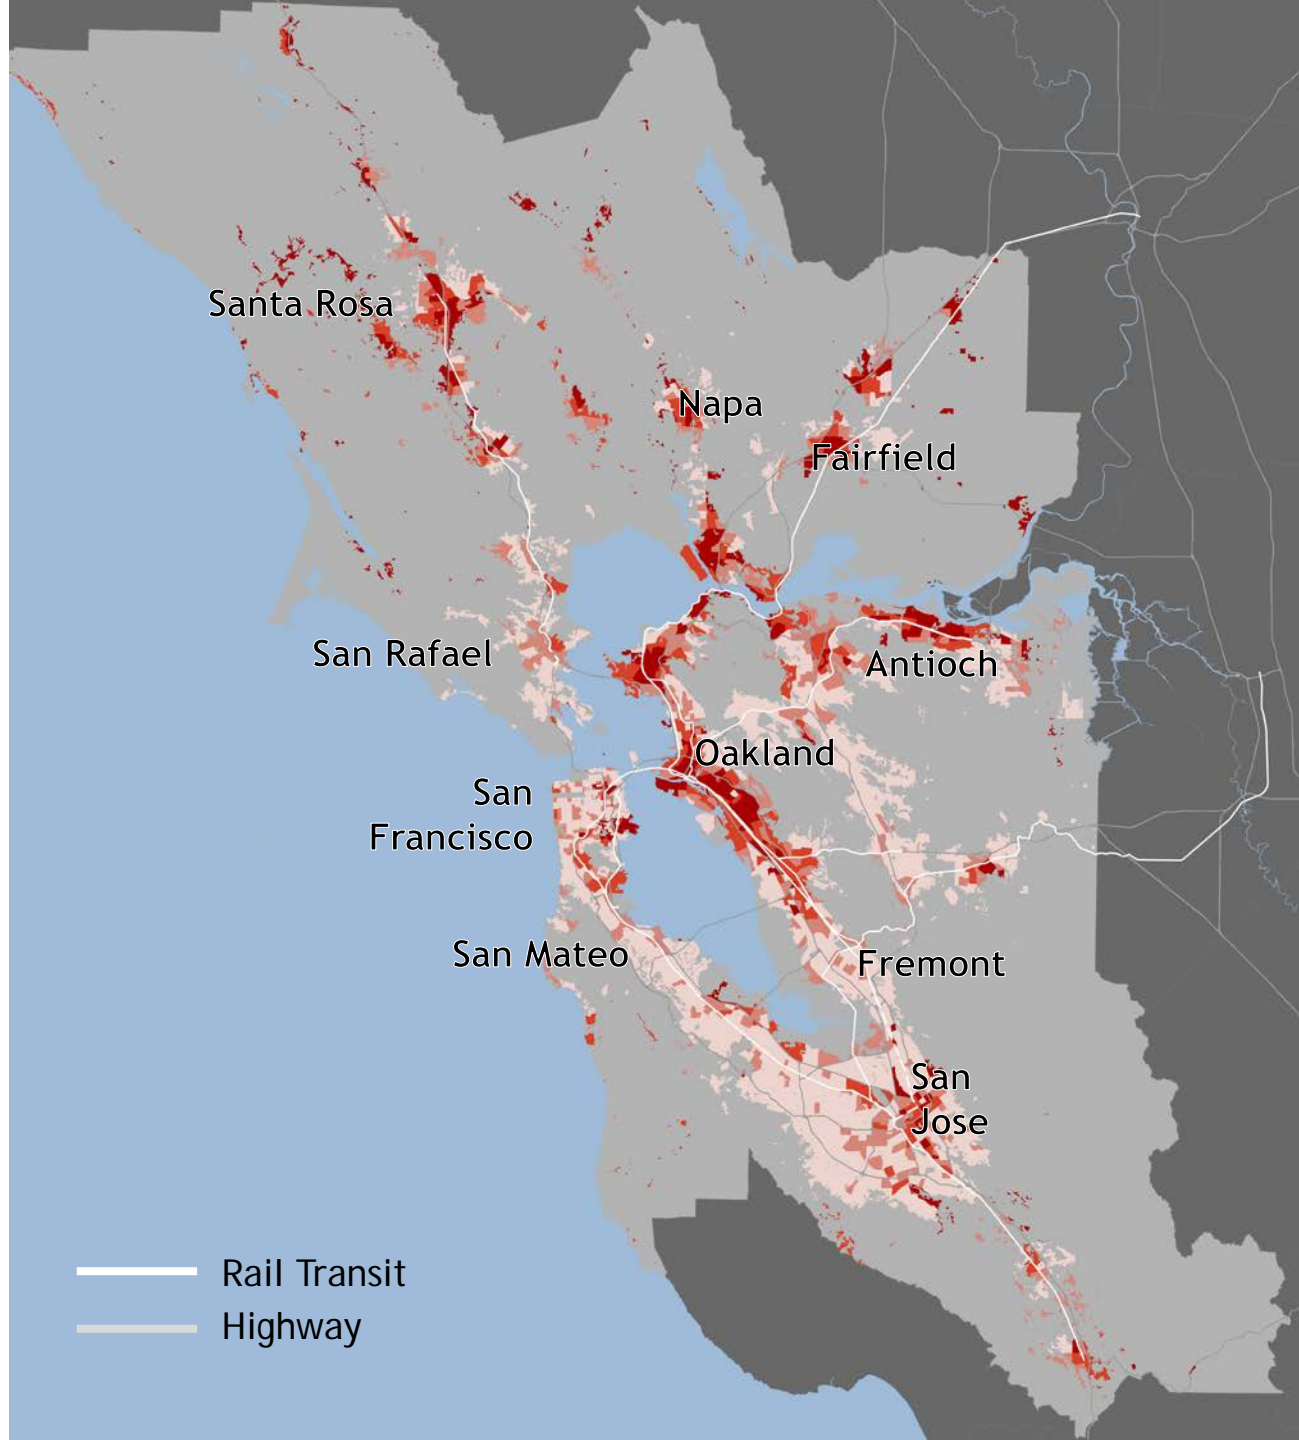 Santa Rosa
Napa
Fairfield
San Rafael
Antioch
Oakland
San
Francisco
San Mateo
Fremont
San
Jose
Rail Transit
Highway